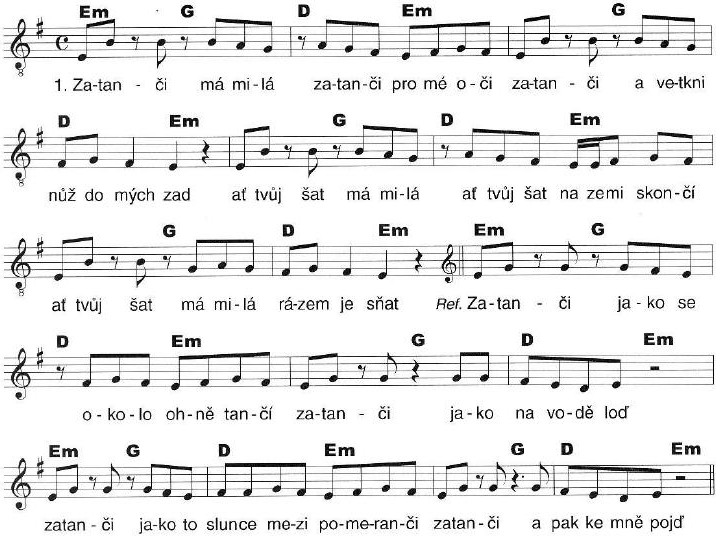 Em G D Em G
1. Za-tan - či má mi-lá za-tan-či pro mé o-či za-tan - či a ve-tkni
D Em G D Em
nůž do mých zad ať tvůj šat má mi-lá ať tvůj šat na ze-mi skon-čí
G D Em Em G
ať tvůj šat má mi-lá rá-zem je sňat Ref. Za-tan - či ja-ko se
D Em G D Em
o-ko-lo oh-ně tan-čí za-tan - či ja-ko na vo-dě loď
Em G D Em G D Em
zatan-či ja-ko to slunce me-zi po-me-ran-či zatan-či a pak ke mně pojď